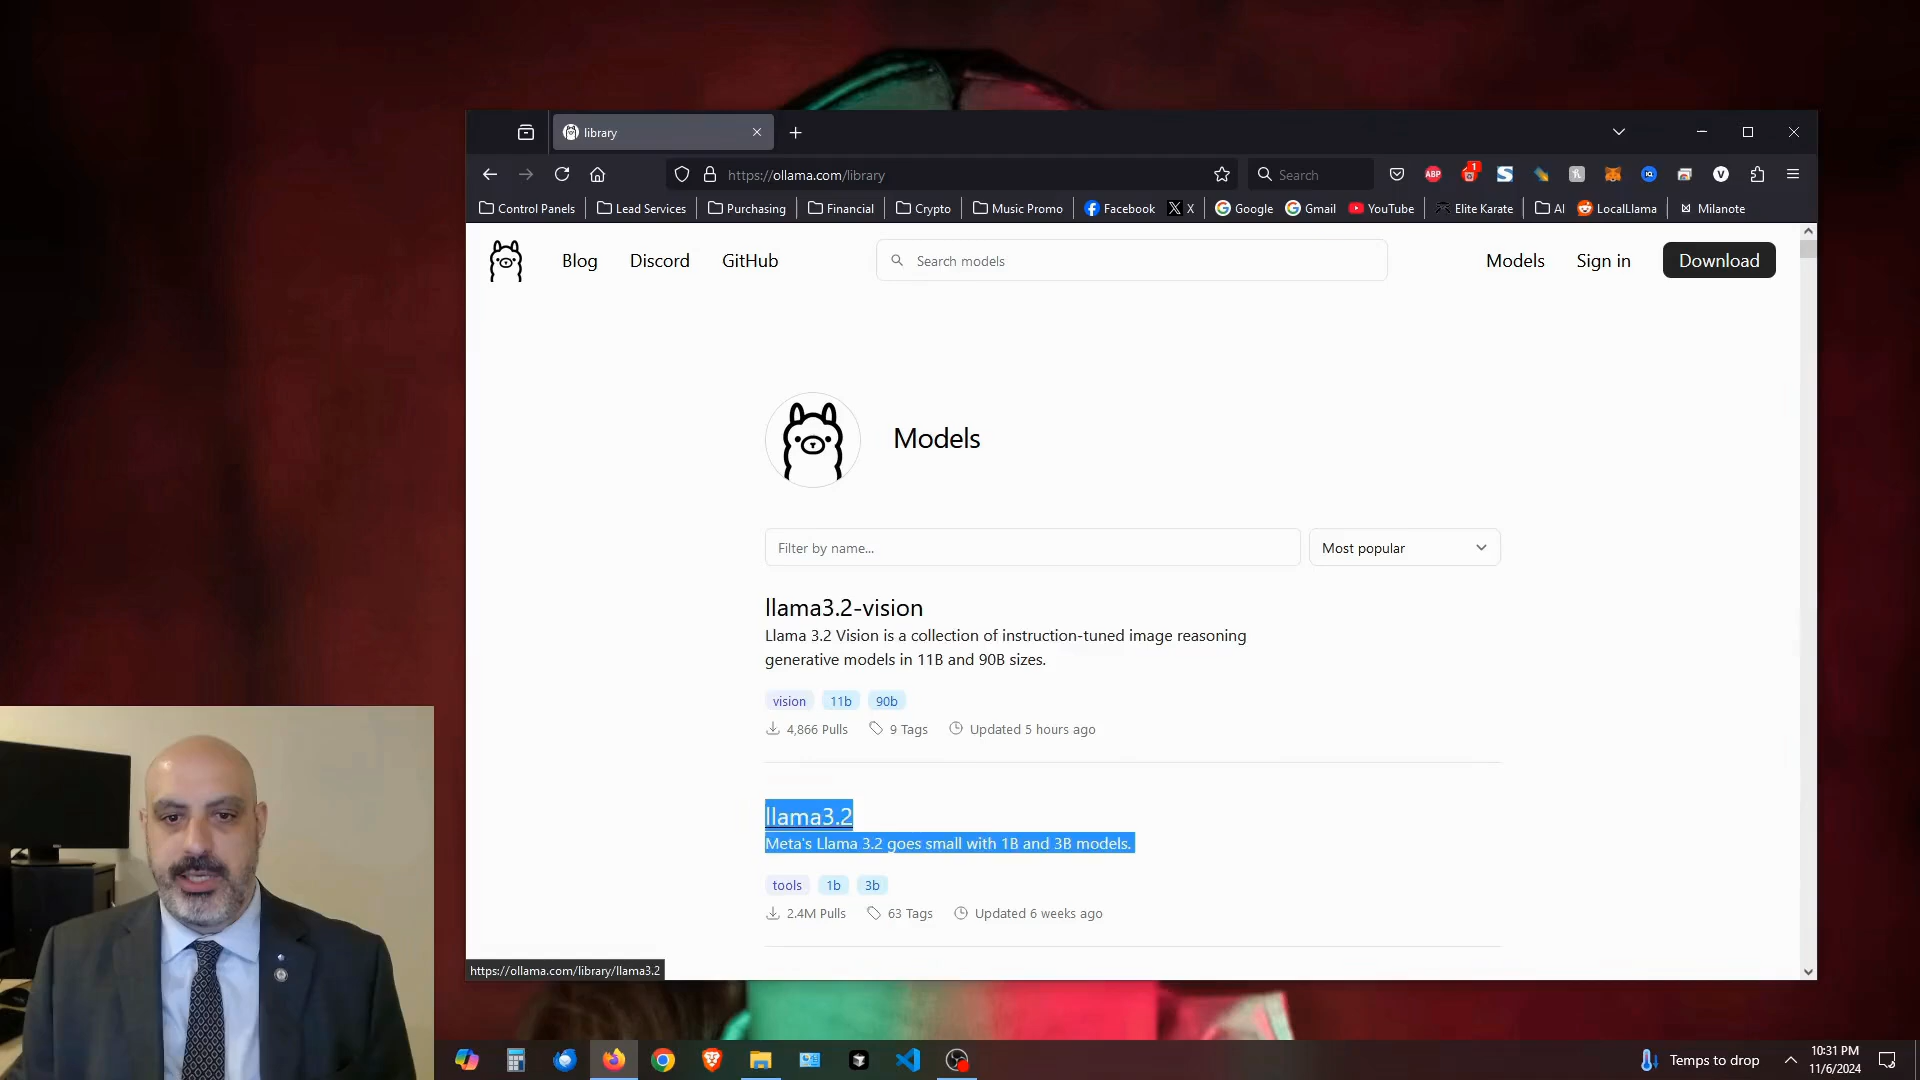 library
https://ollama.com/library
Search
ABP
1
Control Panels
Lead Services
Purchasing
Financial
Crypto
Music Promo
Facebook
X
Google
Gmail
YouTube
Elite Karate
AI
LocalLlama
Milanote
Blog
Discord
GitHub
Search models
Models
Sign in
Download
Models
Filter by name...
Most popular
llama3.2-vision
Llama 3.2 Vision is a collection of instruction-tuned image reasoning
generative models in 11B and 90B sizes.
vision 11b 90b
4,866 Pulls 9 Tags Updated 5 hours ago
llama3.2
Meta's Llama 3.2 goes small with 1B and 3B models.
tools 1b 3b
2.4M Pulls 63 Tags Updated 6 weeks ago
https://ollama.com/library/llama3.2
Temps to drop
10:31 PM
11/6/2024